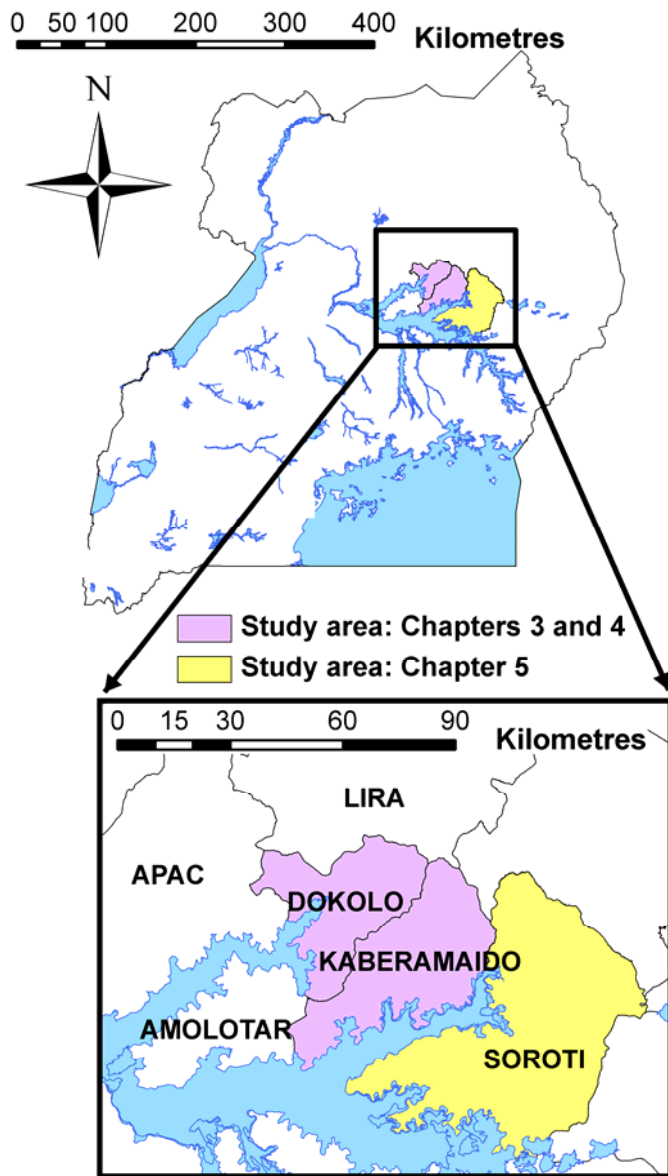 0 50 100 200 300 400 Kilometres
N
Study area: Chapters 3 and 4
Study area: Chapter 5
0 15 30 60 90 Kilometres
LIRA
APAC
DOKOLO
KABERAMAIDO
AMOLOTAR
SOROTI